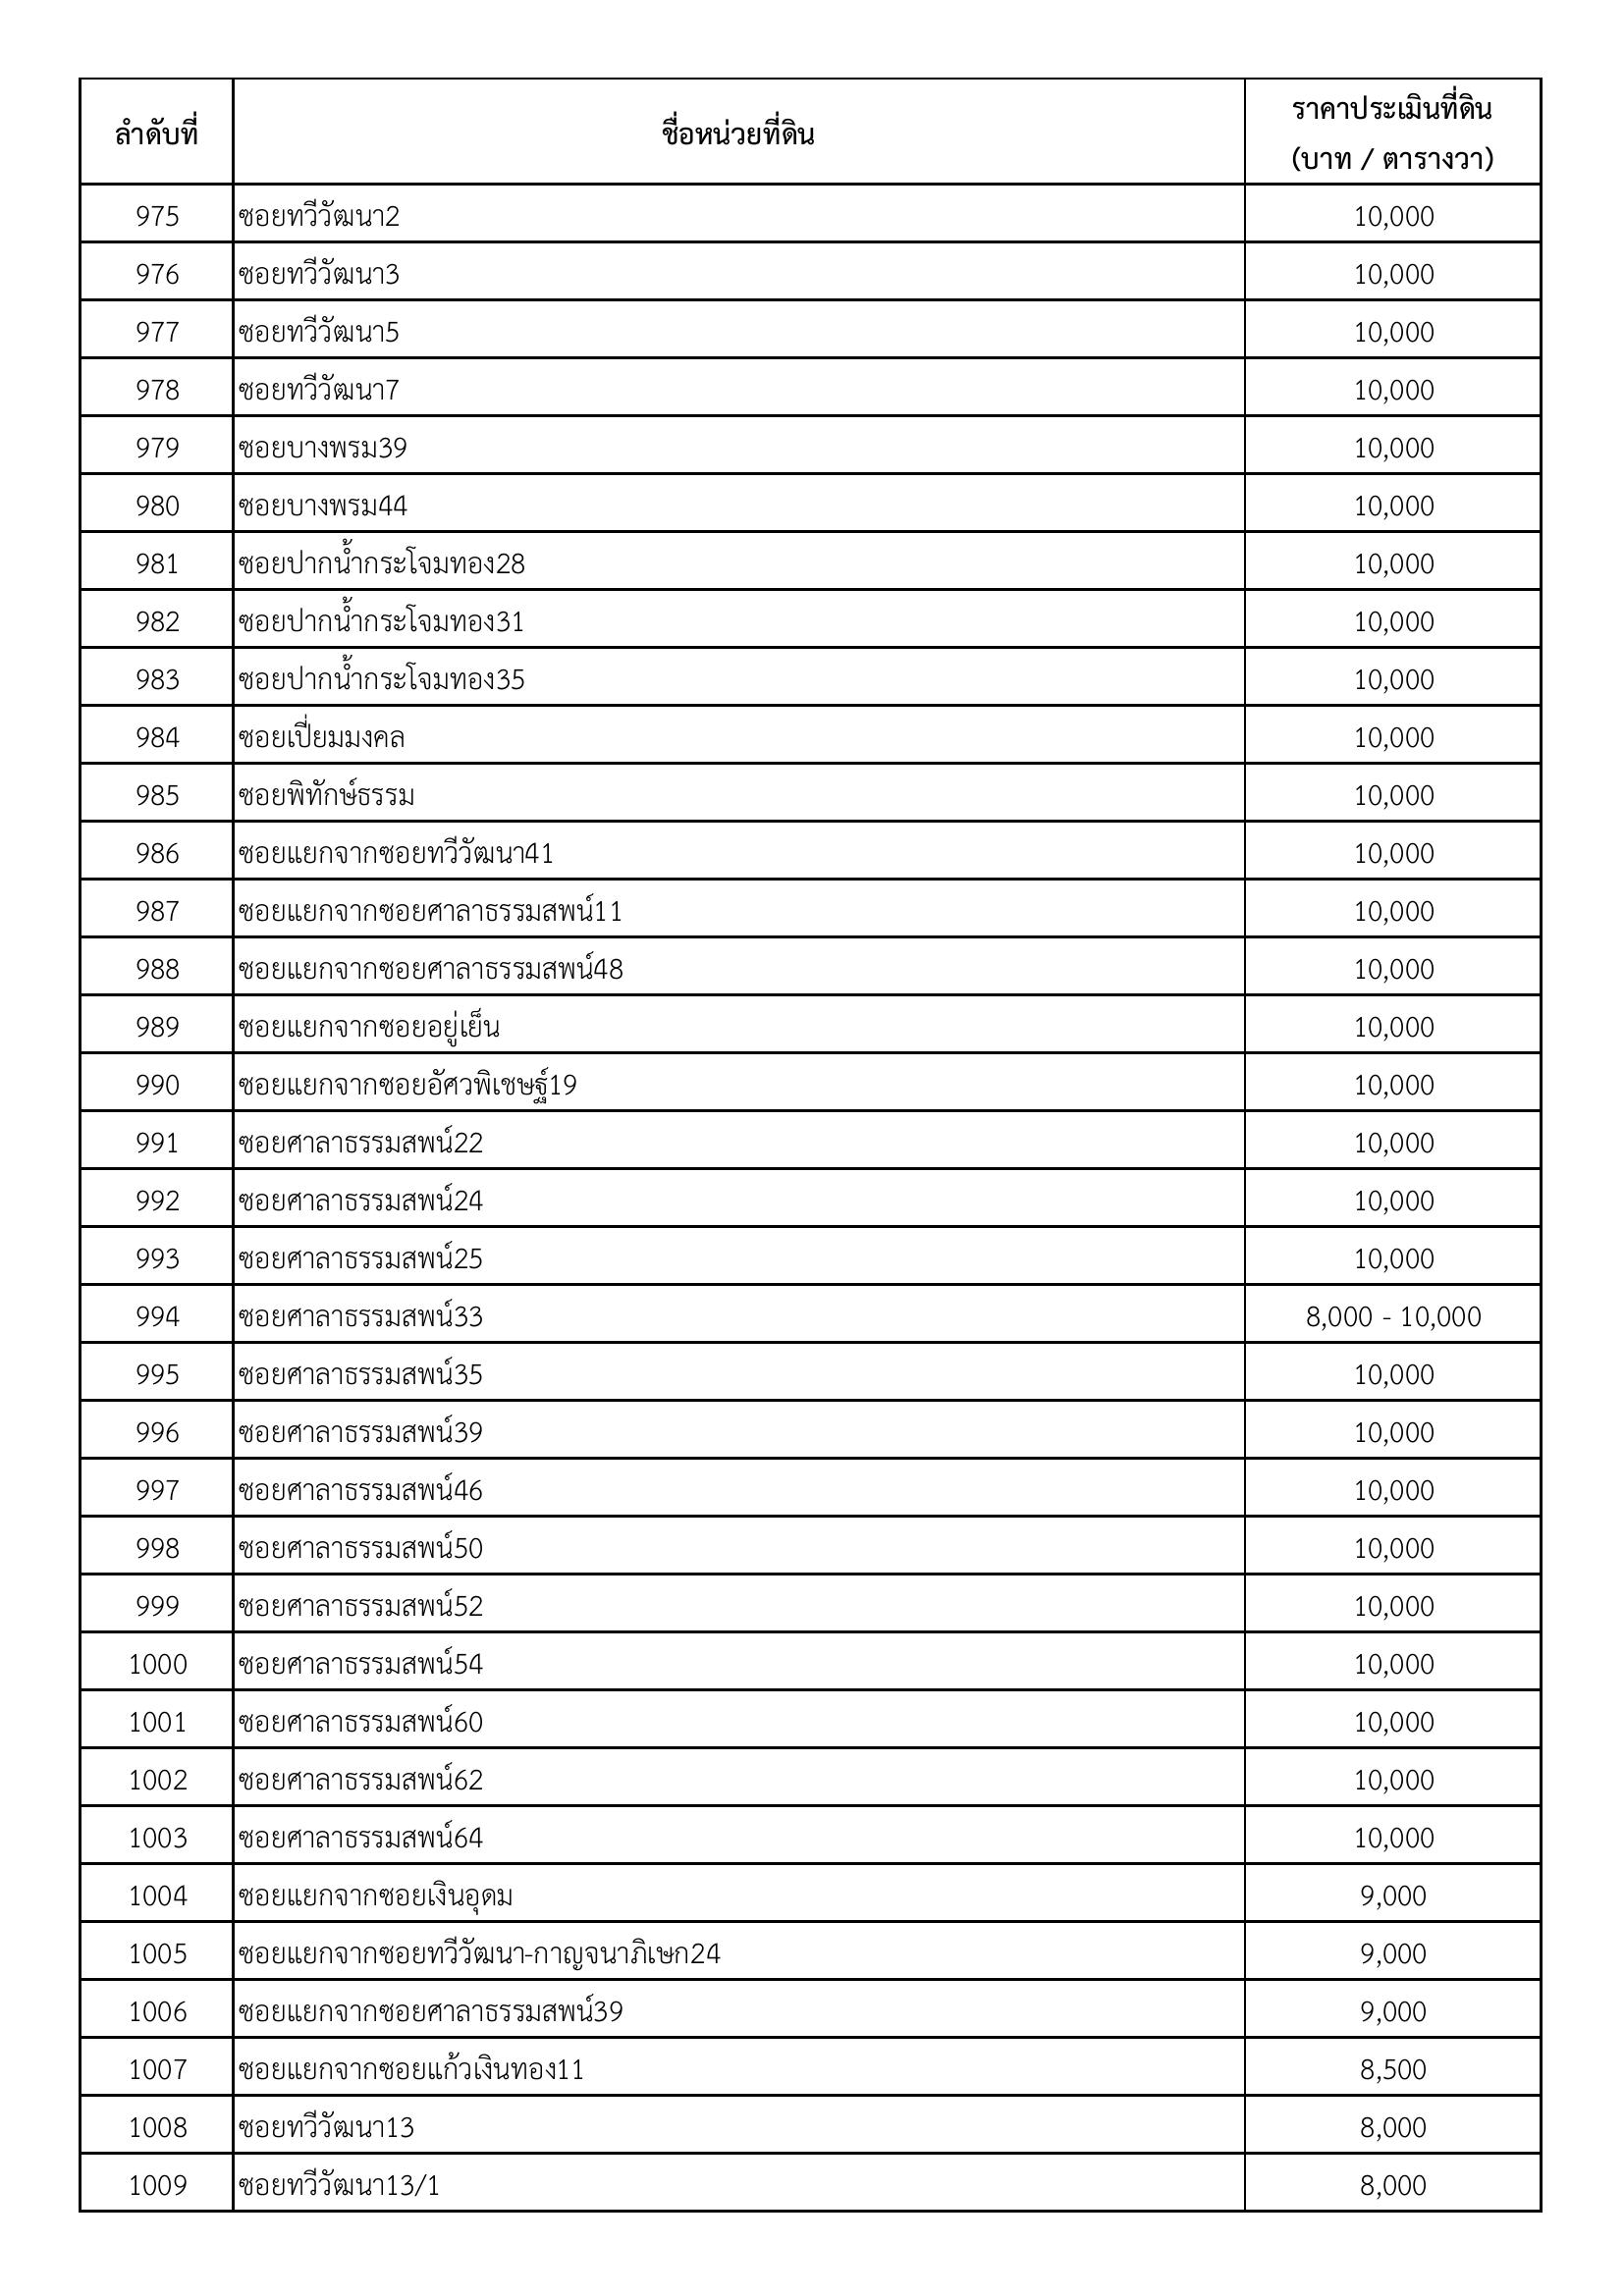 ลำดับที่ ชื่อหน่วยที่ดิน ราคาประเมินที่ดิน
(บาท / ตารางวา)
975 ซอยทวีวัฒนา2 10,000
976 ซอยทวีวัฒนา3 10,000
977 ซอยทวีวัฒนา5 10,000
978 ซอยทวีวัฒนา7 10,000
979 ซอยบางพรม39 10,000
980 ซอยบางพรม44 10,000
981 ซอยปากน้ำกระโจมทอง28 10,000
982 ซอยปากน้ำกระโจมทอง31 10,000
983 ซอยปากน้ำกระโจมทอง35 10,000
984 ซอยเปี่ยมมงคล 10,000
985 ซอยพิทักษ์ธรรม 10,000
986 ซอยแยกจากซอยทวีวัฒนา41 10,000
987 ซอยแยกจากซอยศาลาธรรมสพน์11 10,000
988 ซอยแยกจากซอยศาลาธรรมสพน์48 10,000
989 ซอยแยกจากซอยอยู่เย็น 10,000
990 ซอยแยกจากซอยอัศวพิเชษฐ์19 10,000
991 ซอยศาลาธรรมสพน์22 10,000
992 ซอยศาลาธรรมสพน์24 10,000
993 ซอยศาลาธรรมสพน์25 10,000
994 ซอยศาลาธรรมสพน์33 8,000 - 10,000
995 ซอยศาลาธรรมสพน์35 10,000
996 ซอยศาลาธรรมสพน์39 10,000
997 ซอยศาลาธรรมสพน์46 10,000
998 ซอยศาลาธรรมสพน์50 10,000
999 ซอยศาลาธรรมสพน์52 10,000
1000 ซอยศาลาธรรมสพน์54 10,000
1001 ซอยศาลาธรรมสพน์60 10,000
1002 ซอยศาลาธรรมสพน์62 10,000
1003 ซอยศาลาธรรมสพน์64 10,000
1004 ซอยแยกจากซอยเงินอุดม 9,000
1005 ซอยแยกจากซอยทวีวัฒนา-กาญจนาภิเษก24 9,000
1006 ซอยแยกจากซอยศาลาธรรมสพน์39 9,000
1007 ซอยแยกจากซอยแก้วเงินทอง11 8,500
1008 ซอยทวีวัฒนา13 8,000
1009 ซอยทวีวัฒนา13/1 8,000